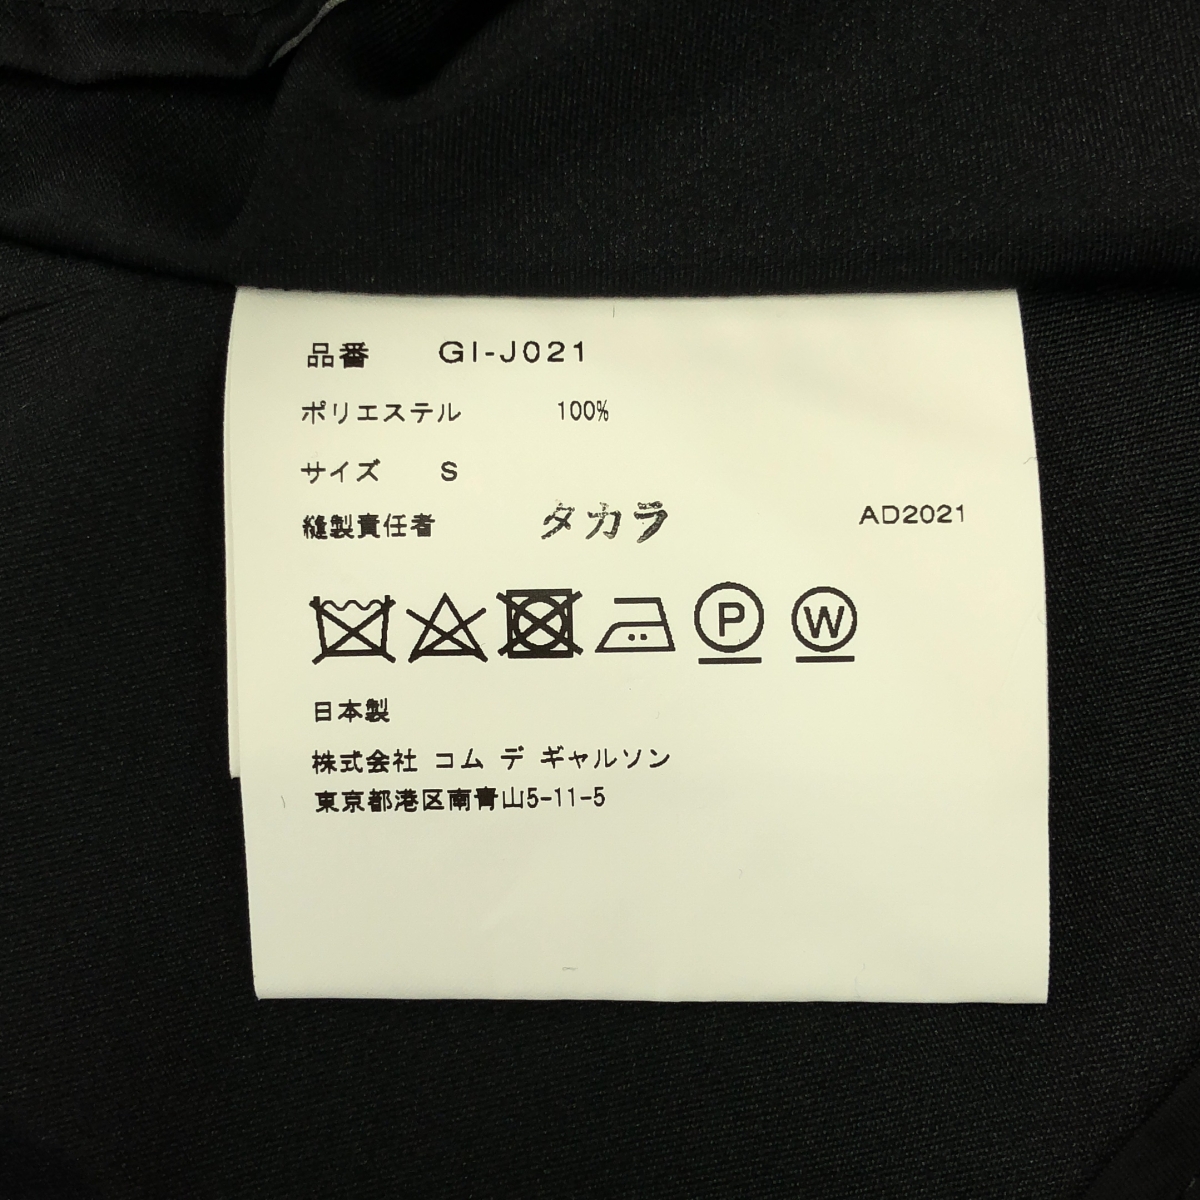 品番 GI-J021
ポリエステル 100%
サイズ S
縫製責任者 タカラ AD2021
P W
日本製
株式会社 コム デ ギャルソン
東京都港区南青山5-11-5